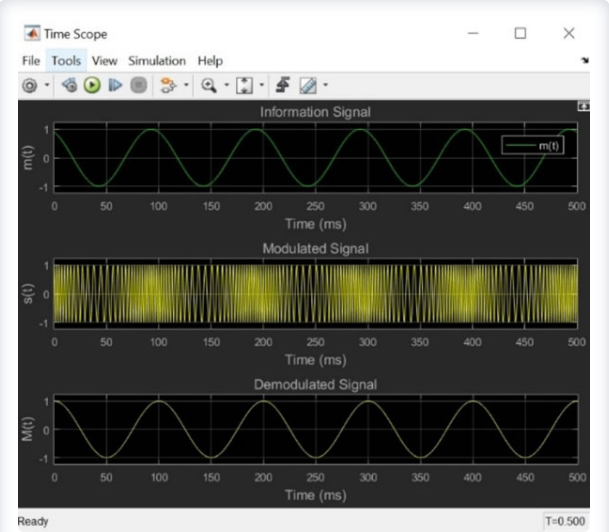 Time Scope
File Tools View Simulation Help
Information Signal
m(t)
1
0
-1
m(t)
0 50 100 150 200 250 300 350 400 450 500
Time (ms)
Modulated Signal
s(t)
1
0
-1
0 50 100 150 200 250 300 350 400 450 500
Time (ms)
Demodulated Signal
M(t)
1
0
-1
0 50 100 150 200 250 300 350 400 450 500
Time (ms)
Ready T=0.500